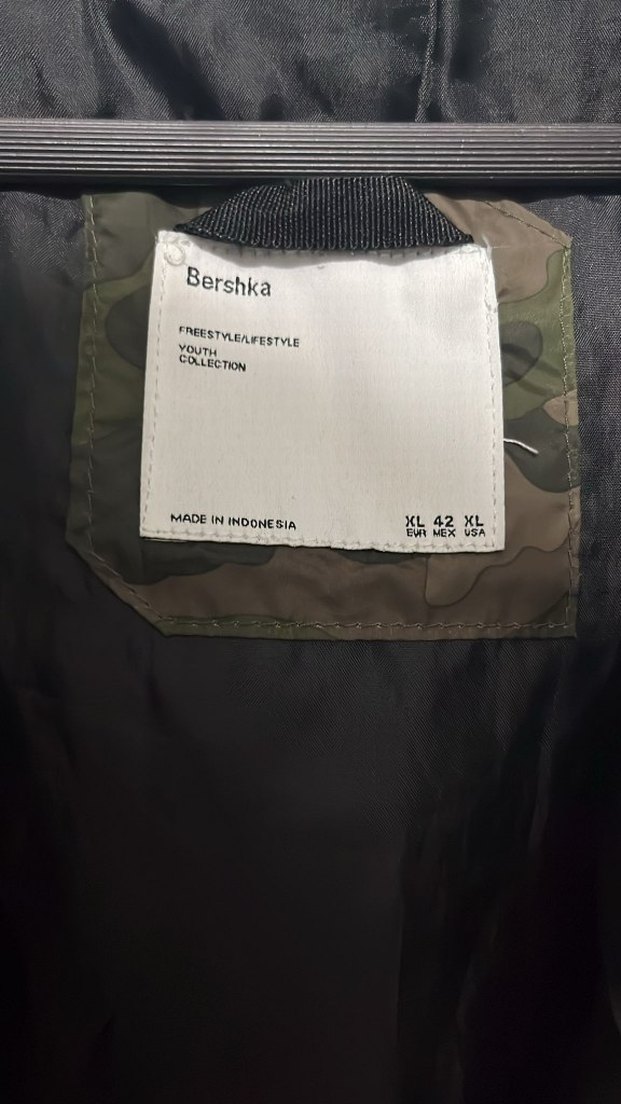 Bershka
FREESTYLE/LIFESTYLE
YOUTH
COLLECTION
MADE IN INDONESIA
XL 42 XL
EUR MEX USA